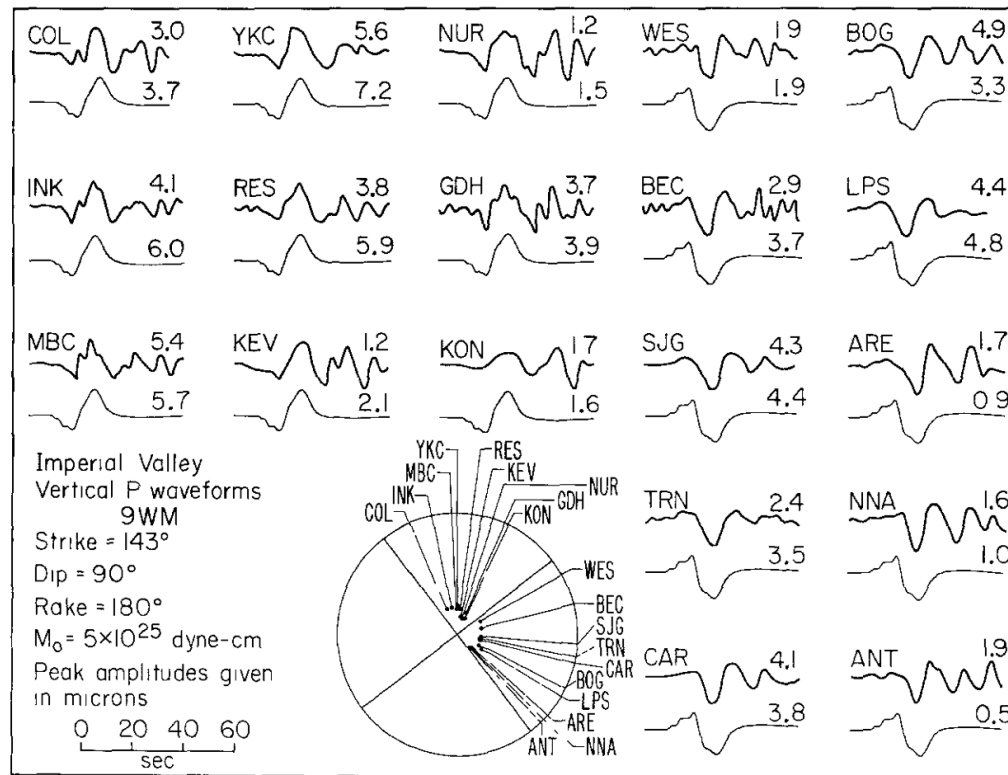 COL 3.0 YKC 5.6 NUR 1.2 WES 1.9 BOG 4.9
3.7 7.2 1.5 1.9 3.3
INK 4.1 RES 3.8 GDH 3.7 BEC 2.9 LPS 4.4
6.0 5.9 3.9 3.7 4.8
MBC 5.4 KEV 1.2 KON 1.7 SJG 4.3 ARE 1.7
5.7 2.1 1.6 4.4 0.9
Imperial Valley
Vertical P waveforms
9WM
Strike = 143°
Dip = 90°
Rake = 180°
M₀ = 5×10²⁵ dyne-cm
Peak amplitudes given
in microns
0 20 40 60
sec
YKC RES
MBC KEV
INK NUR
COL GDH
KON
WES
BEC
SJG
TRN
CAR
BOG
LPS
ARE
ANT NNA
TRN 2.4 NNA 1.6
3.5 1.0
CAR 4.1 ANT 1.9
3.8 0.5